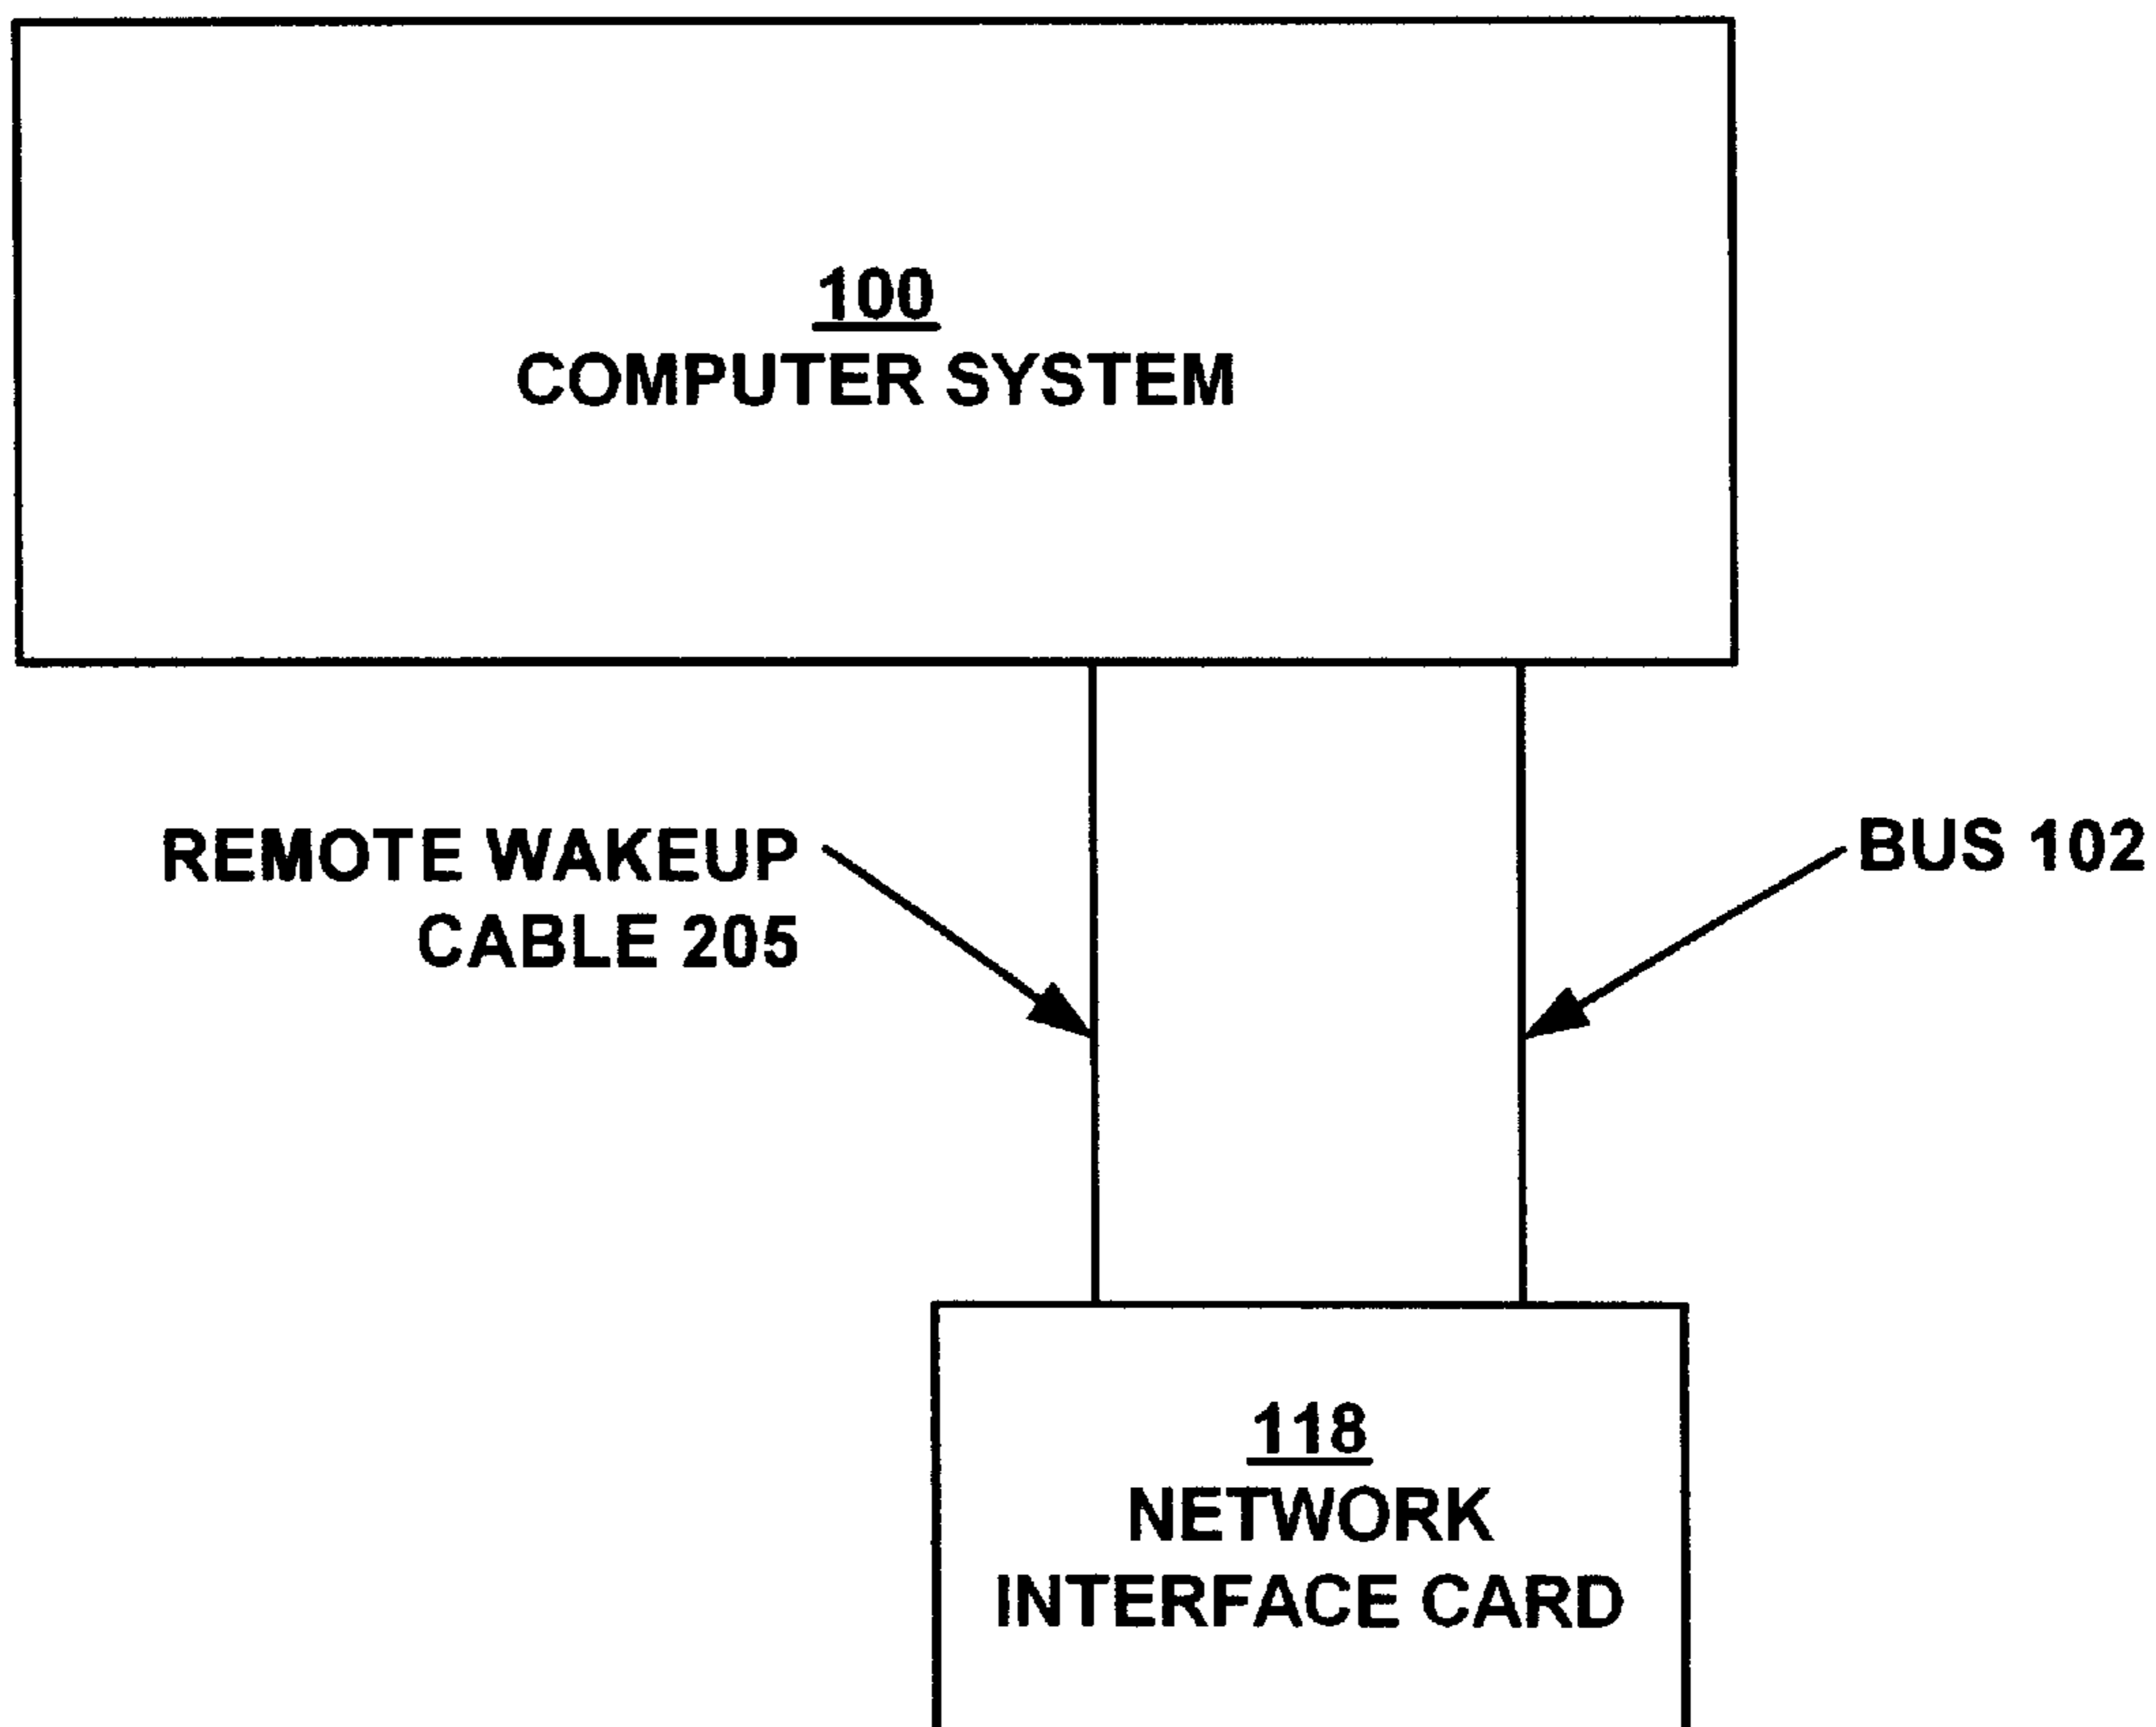 100
COMPUTER SYSTEM
REMOTE WAKEUP
CABLE 205
BUS 102
118
NETWORK
INTERFACE CARD